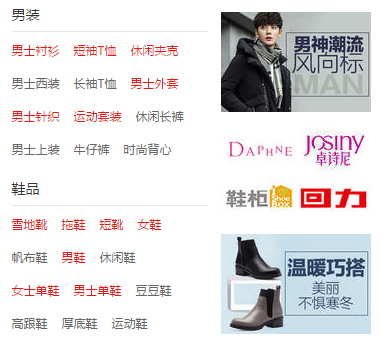 男装
男士衬衫 短袖T恤 休闲夹克
男士西装 长袖T恤 男士外套
男士针织 运动套装 休闲长裤
男士上装 牛仔裤 时尚背心
鞋品
雪地靴 拖鞋 短靴 女鞋
帆布鞋 男鞋 休闲鞋
女士单鞋 男士单鞋 豆豆鞋
高跟鞋 厚底鞋 运动鞋
男神潮流
风向标
MAN
DAPHNE
JOSINY
卓诗尼
鞋柜 SHOEBOX
回力
温暖巧搭
美丽
不惧寒冬